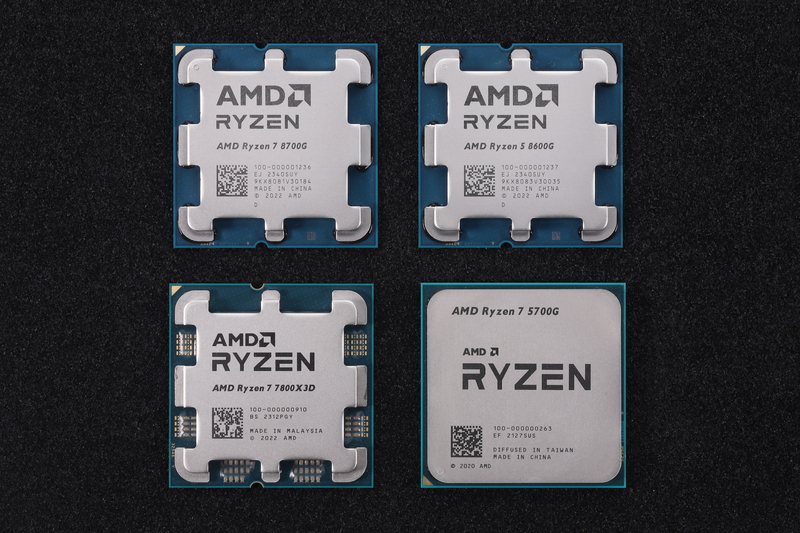 AMD
RYZEN
AMD Ryzen 7 8700G
100-000001236
EJ 2340SUY
9KX8081V30184
MADE IN CHINA
© 2022 AMD
D
AMD
RYZEN
AMD Ryzen 5 8600G
100-000001237
EJ 2340SUY
9KX8083V30035
MADE IN CHINA
© 2022 AMD
D
AMD
RYZEN
AMD Ryzen 7 7800X3D
100-000000910
BS 2312PGY
MADE IN MALAYSIA
© 2022 AMD
AMD Ryzen 7 5700G
AMD
RYZEN
100-000000263
EF 2127SUS
DIFFUSED IN TAIWAN
MADE IN CHINA
© 2020 AMD